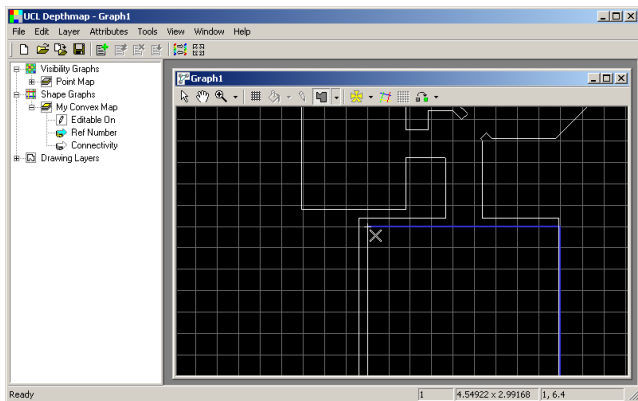 UCL Depthmap - Graph1
File Edit Layer Attributes Tools View Window Help
Visibility Graphs
Point Map
Shape Graphs
My Convex Map
Editable On
Ref Number
Connectivity
Drawing Layers
Graph1
Ready
1
4.54922 x 2.99168
1, 6.4